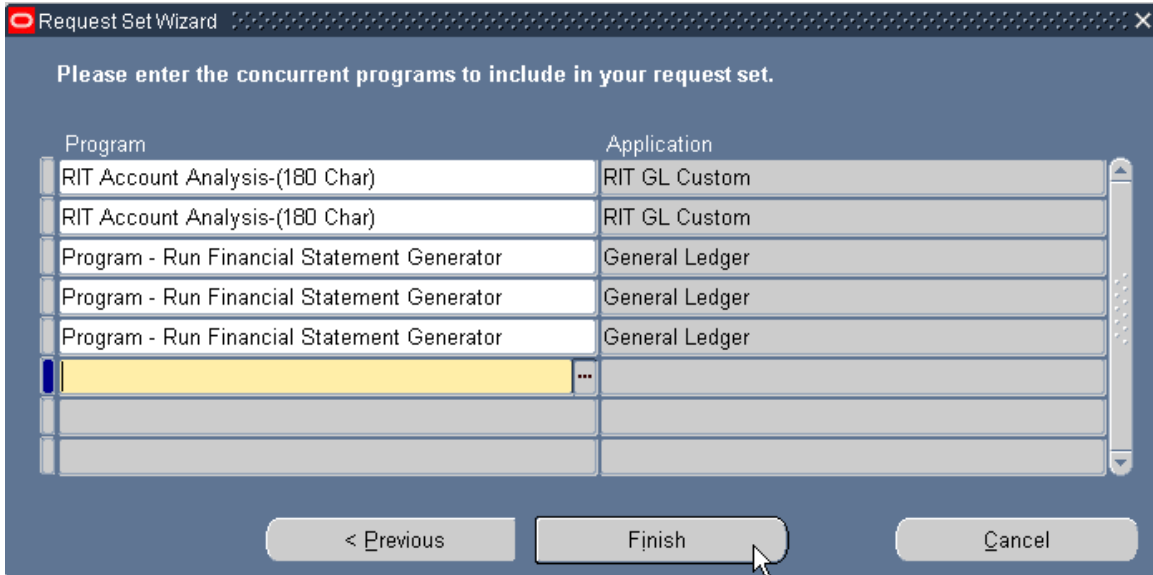 Request Set Wizard
Please enter the concurrent programs to include in your request set.
Program Application
RIT Account Analysis-(180 Char) RIT GL Custom
RIT Account Analysis-(180 Char) RIT GL Custom
Program - Run Financial Statement Generator General Ledger
Program - Run Financial Statement Generator General Ledger
Program - Run Financial Statement Generator General Ledger
...
< Previous Finish Cancel